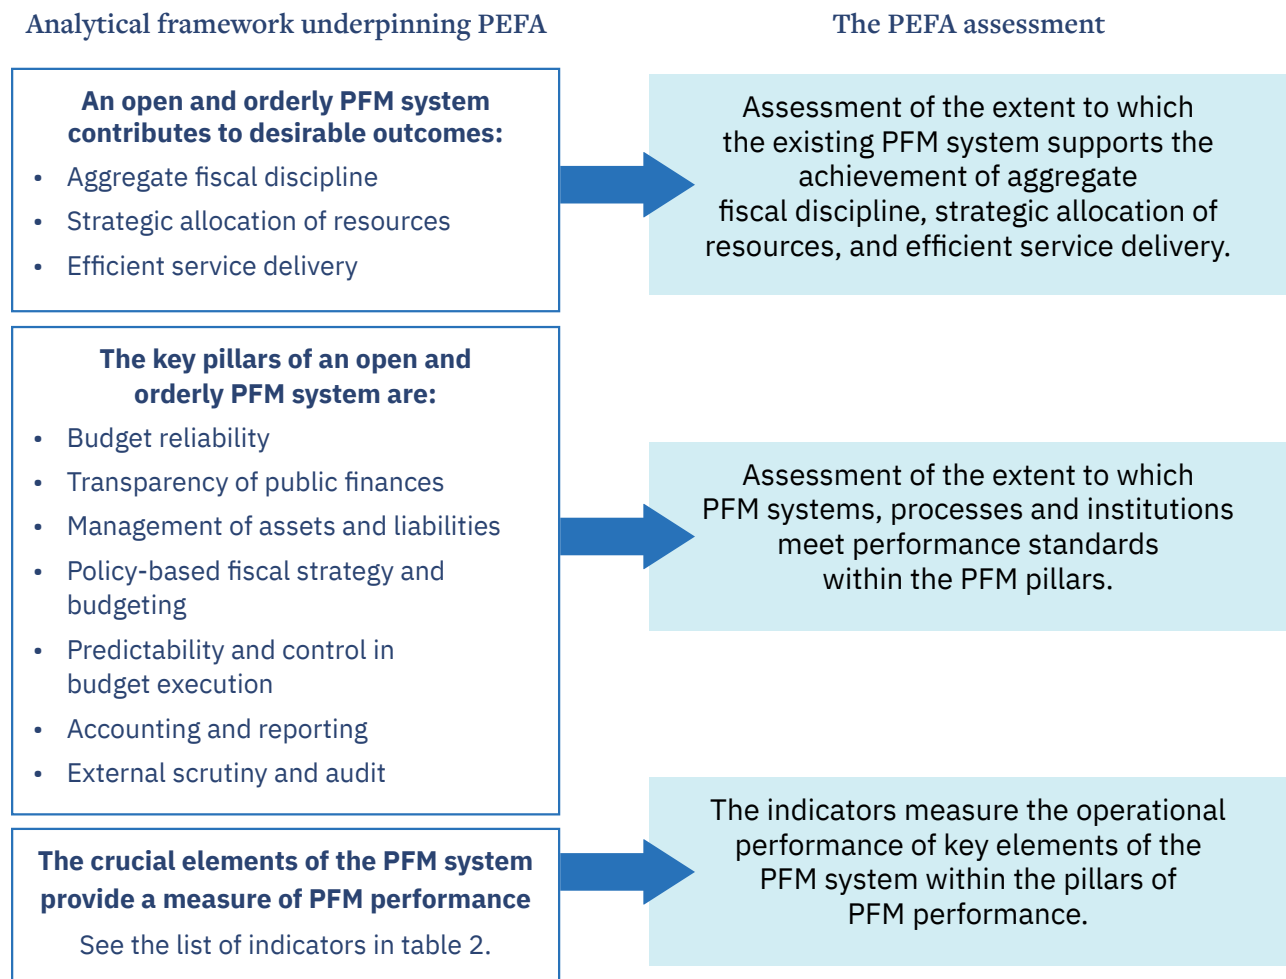 Analytical framework underpinning PEFA
The PEFA assessment
An open and orderly PFM system
contributes to desirable outcomes:
• Aggregate fiscal discipline
• Strategic allocation of resources
• Efficient service delivery
Assessment of the extent to which
the existing PFM system supports the
achievement of aggregate
fiscal discipline, strategic allocation of
resources, and efficient service delivery.
The key pillars of an open and
orderly PFM system are:
• Budget reliability
• Transparency of public finances
• Management of assets and liabilities
• Policy-based fiscal strategy and
budgeting
• Predictability and control in
budget execution
• Accounting and reporting
• External scrutiny and audit
Assessment of the extent to which
PFM systems, processes and institutions
meet performance standards
within the PFM pillars.
The crucial elements of the PFM system
provide a measure of PFM performance
See the list of indicators in table 2.
The indicators measure the operational
performance of key elements of the
PFM system within the pillars of
PFM performance.